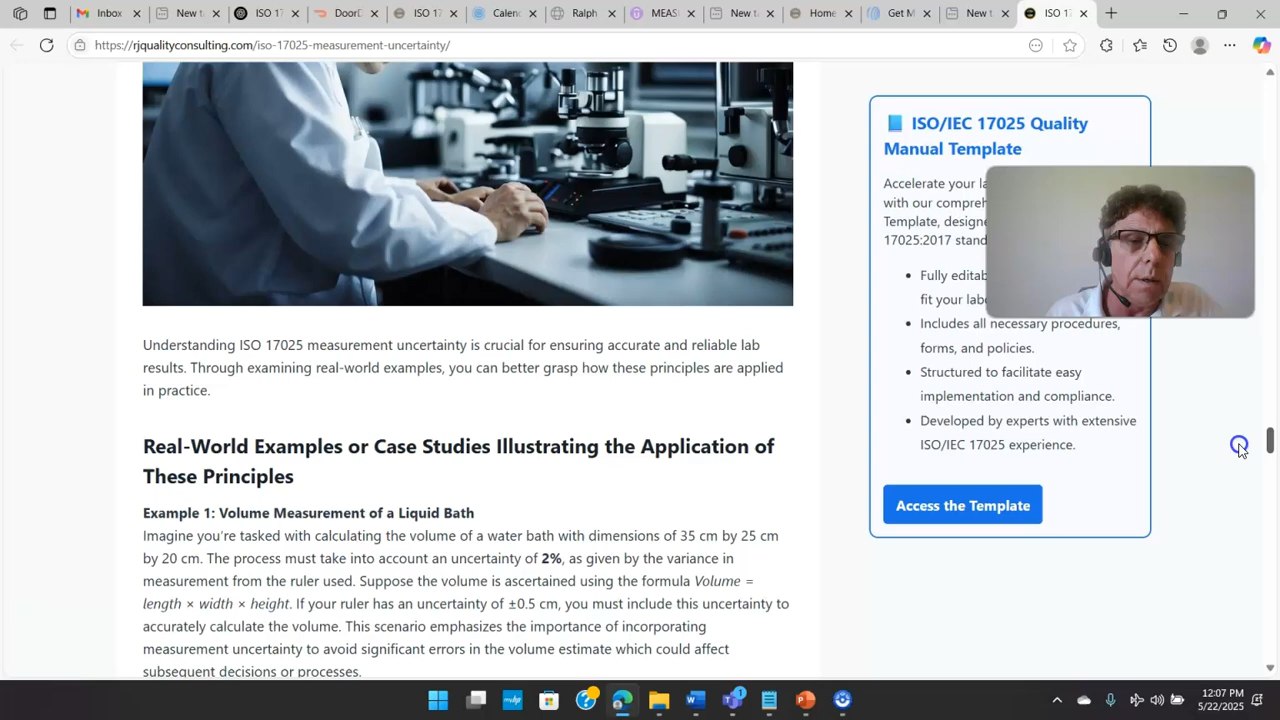 Inbox
New t
ISO 17
DoorD
ISO 17
Calenc
Ralph
MEAS
New ta
Home
Get M
New t
ISO 17
https://rjqualityconsulting.com/iso-17025-measurement-uncertainty/
Understanding ISO 17025 measurement uncertainty is crucial for ensuring accurate and reliable lab
results. Through examining real-world examples, you can better grasp how these principles are applied
in practice.
Real-World Examples or Case Studies Illustrating the Application of
These Principles
Example 1: Volume Measurement of a Liquid Bath
Imagine you're tasked with calculating the volume of a water bath with dimensions of 35 cm by 25 cm
by 20 cm. The process must take into account an uncertainty of 2%, as given by the variance in
measurement from the ruler used. Suppose the volume is ascertained using the formula Volume =
length × width × height. If your ruler has an uncertainty of ±0.5 cm, you must include this uncertainty to
accurately calculate the volume. This scenario emphasizes the importance of incorporating
measurement uncertainty to avoid significant errors in the volume estimate which could affect
subsequent decisions or processes.
ISO/IEC 17025 Quality
Manual Template
Accelerate your la
with our compreh
Template, designe
17025:2017 stand
Fully editab
fit your lab
Includes all necessary procedures,
forms, and policies.
Structured to facilitate easy
implementation and compliance.
Developed by experts with extensive
ISO/IEC 17025 experience.
Access the Template
12:07 PM
5/22/2025